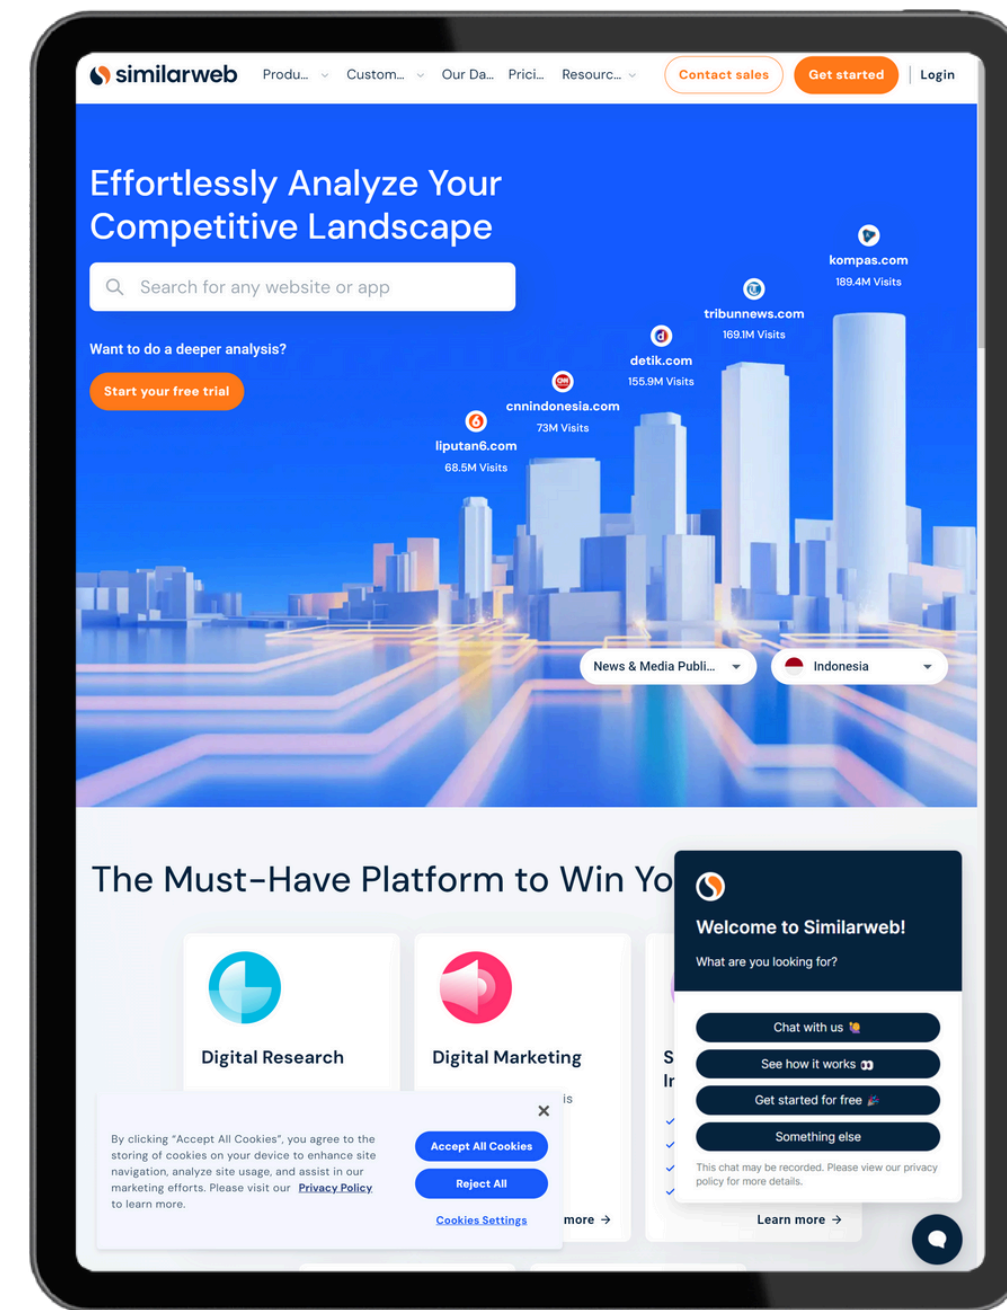 similarweb
Produ...
Custom...
Our Da...
Prici...
Resourc...
Contact sales
Get started
Login
Effortlessly Analyze Your
Competitive Landscape
Search for any website or app
Want to do a deeper analysis?
Start your free trial
kompas.com
189.4M Visits
tribunnews.com
169.1M Visits
detik.com
155.9M Visits
cnnindonesia.com
73M Visits
liputan6.com
68.5M Visits
News & Media Publi...
Indonesia
The Must-Have Platform to Win Yo
Digital Research
Digital Marketing
S
Ir
is
more →
Learn more →
By clicking “Accept All Cookies”, you agree to the
storing of cookies on your device to enhance site
navigation, analyze site usage, and assist in our
marketing efforts. Please visit our Privacy Policy
to learn more.
Accept All Cookies
Reject All
Cookies Settings
Welcome to Similarweb!
What are you looking for?
Chat with us 🙋
See how it works 👀
Get started for free 🎉
Something else
This chat may be recorded. Please view our privacy
policy for more details.